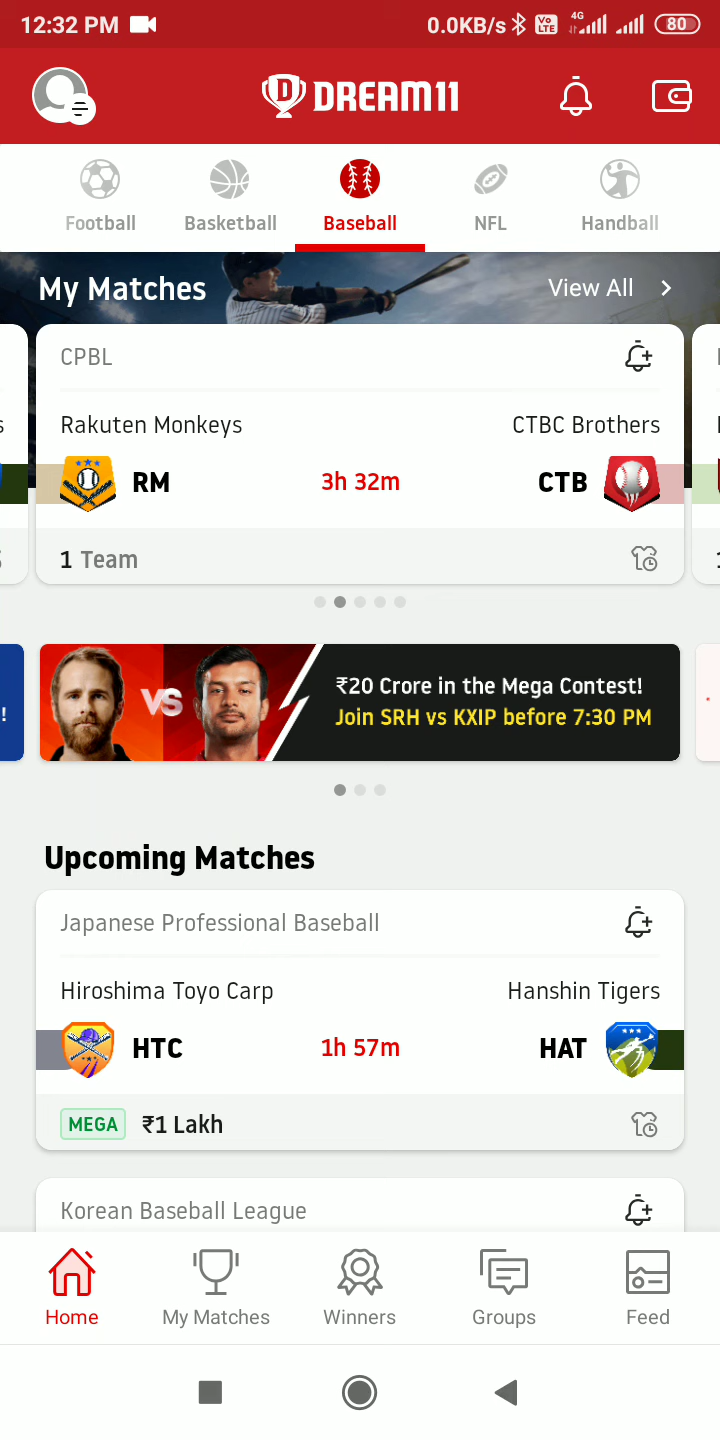 12:32 PM
0.0KB/s Vo LTE 4G 80
DREAM11
Football Basketball Baseball NFL Handball
My Matches View All
CPBL
Rakuten Monkeys CTBC Brothers
RM 3h 32m CTB
1 Team
₹20 Crore in the Mega Contest!
VS
Join SRH vs KXIP before 7:30 PM
!
Upcoming Matches
Japanese Professional Baseball
Hiroshima Toyo Carp Hanshin Tigers
HTC 1h 57m HAT
MEGA ₹1 Lakh
Korean Baseball League
Home My Matches Winners Groups Feed